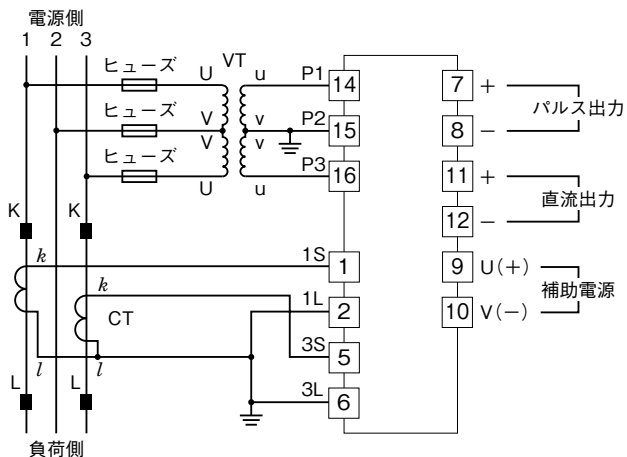 電源側
1 2 3
ヒューズ VT
U u P1 14 7 +
パルス出力
ヒューズ V v P2 15 8 −
V v
ヒューズ 11 +
直流出力
U u P3 16
12 −
K K
k 1S 1 9 U(+)
補助電源
k 1L 2 10 V(−)
CT
l l 3S 5
L L 3L 6
負荷側